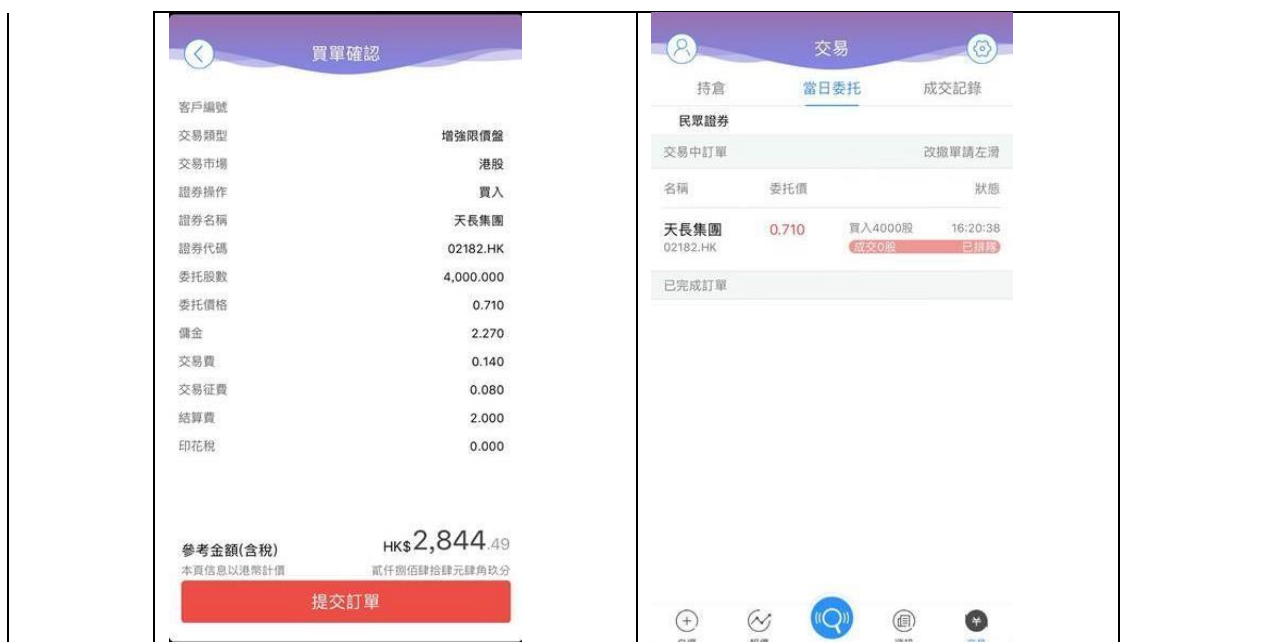 買單確認
客戶編號
交易類型 增強限價盤
交易市場 港股
證券操作 買入
證券名稱 天長集團
證券代碼 02182.HK
委托股數 4,000.000
委托價格 0.710
傭金 2.270
交易費 0.140
交易征費 0.080
結算費 2.000
印花稅 0.000
參考金額(含稅) HK$2,844.49
本頁信息以港幣計價 貳仟捌佰肆拾肆元肆角玖分
提交訂單
交易
持倉 當日委托 成交記錄
民眾證券
交易中訂單 改撤單請左滑
名稱 委托價 狀態
天長集團 0.710 買入4000股 16:20:38
02182.HK 成交0股 已排隊
已完成訂單